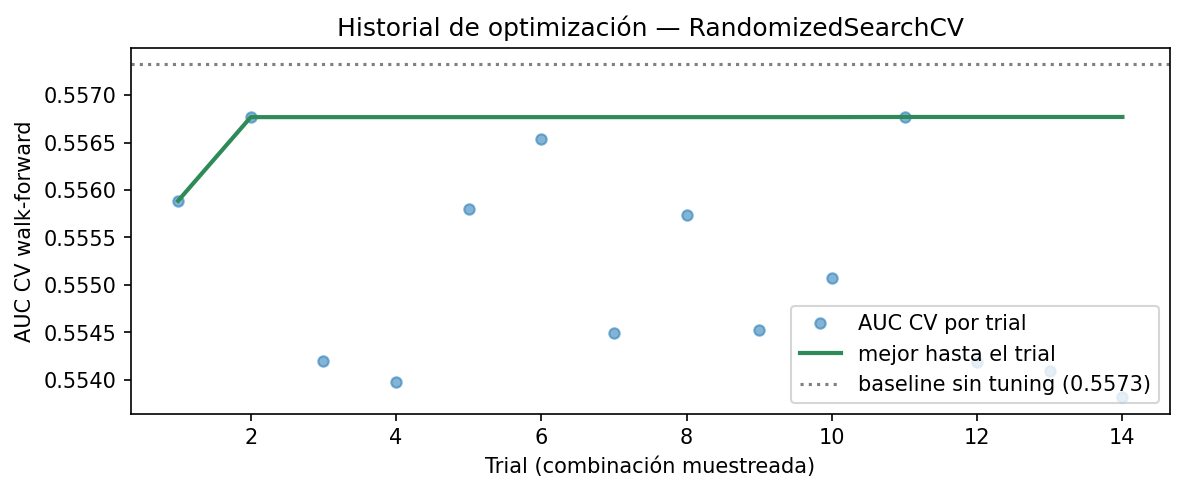 Historial de optimización — RandomizedSearchCV
AUC CV walk-forward
0.5570
0.5565
0.5560
0.5555
0.5550
0.5545
0.5540
AUC CV por trial
mejor hasta el trial
baseline sin tuning (0.5573)
2 4 6 8 10 12 14
Trial (combinación muestreada)